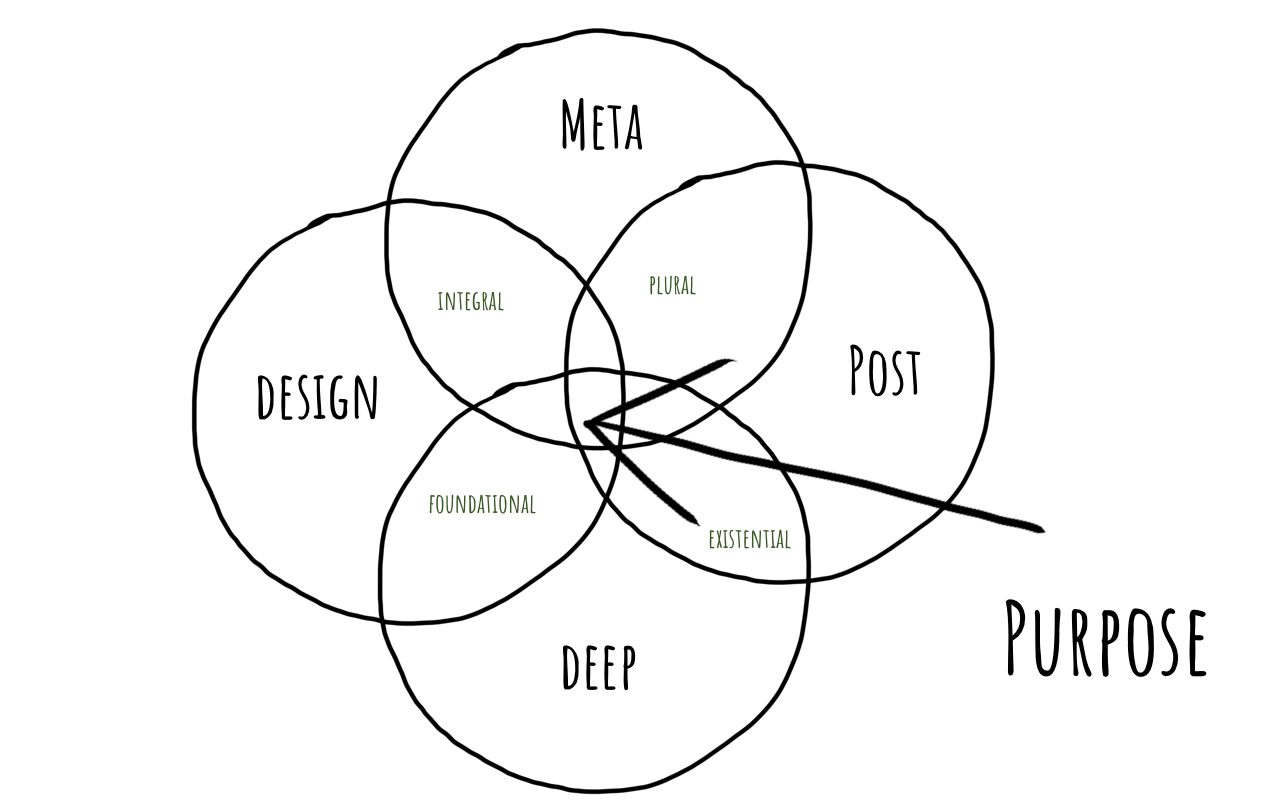 META
PLURAL
INTEGRAL
POST
DESIGN
FOUNDATIONAL
EXISTENTIAL
PURPOSE
DEEP